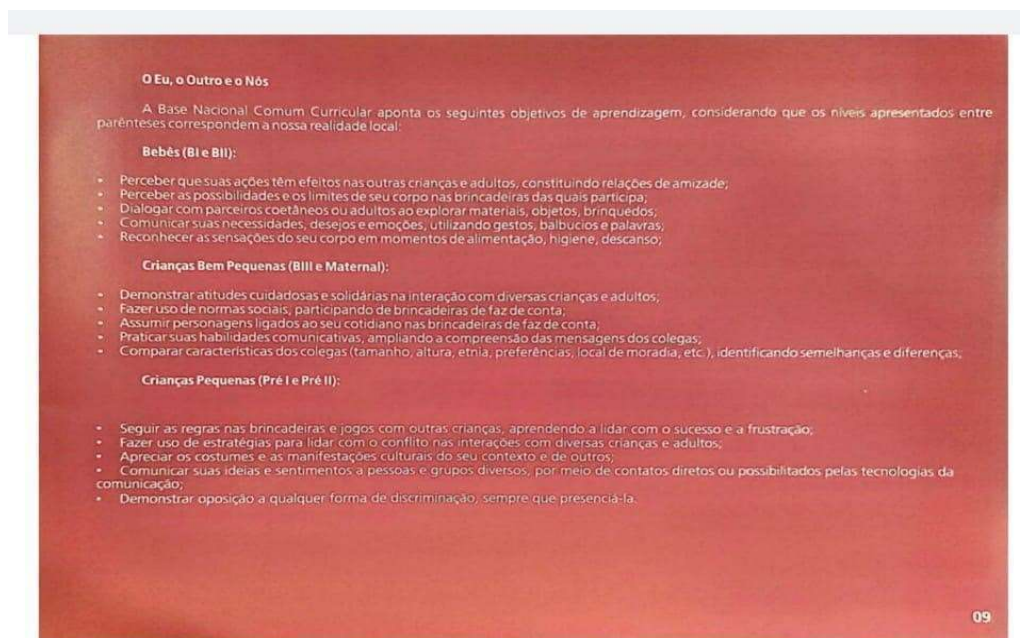 O Eu, o Outro e o Nós
A Base Nacional Comum Curricular aponta os seguintes objetivos de aprendizagem, considerando que os níveis apresentados entre
parênteses correspondem a nossa realidade local:
Bebês (BI e BII):
• Perceber que suas ações têm efeitos nas outras crianças e adultos, constituindo relações de amizade;
• Perceber as possibilidades e os limites de seu corpo nas brincadeiras das quais participa;
• Dialogar com parceiros coetâneos ou adultos ao explorar materiais, objetos, brinquedos;
• Comunicar suas necessidades, desejos e emoções, utilizando gestos, balbucios e palavras;
• Reconhecer as sensações do seu corpo em momentos de alimentação, higiene, descanso;
Crianças Bem Pequenas (BIII e Maternal):
• Demonstrar atitudes cuidadosas e solidárias na interação com diversas crianças e adultos;
• Fazer uso de normas sociais, participando de brincadeiras de faz de conta;
• Assumir personagens ligados ao seu cotidiano nas brincadeiras de faz de conta;
• Praticar suas habilidades comunicativas, ampliando a compreensão das mensagens dos colegas;
• Comparar características dos colegas (tamanho, altura, etnia, preferências, local de moradia, etc.), identificando semelhanças e diferenças;
Crianças Pequenas (Pré I e Pré II):
• Seguir as regras nas brincadeiras e jogos com outras crianças, aprendendo a lidar com o sucesso e a frustração;
• Fazer uso de estratégias para lidar com o conflito nas interações com diversas crianças e adultos;
• Apreciar os costumes e as manifestações culturais do seu contexto e de outros;
• Comunicar suas ideias e sentimentos a pessoas e grupos diversos, por meio de contatos diretos ou possibilitados pelas tecnologias da
comunicação;
• Demonstrar oposição a qualquer forma de discriminação, sempre que presenciá-la.
09